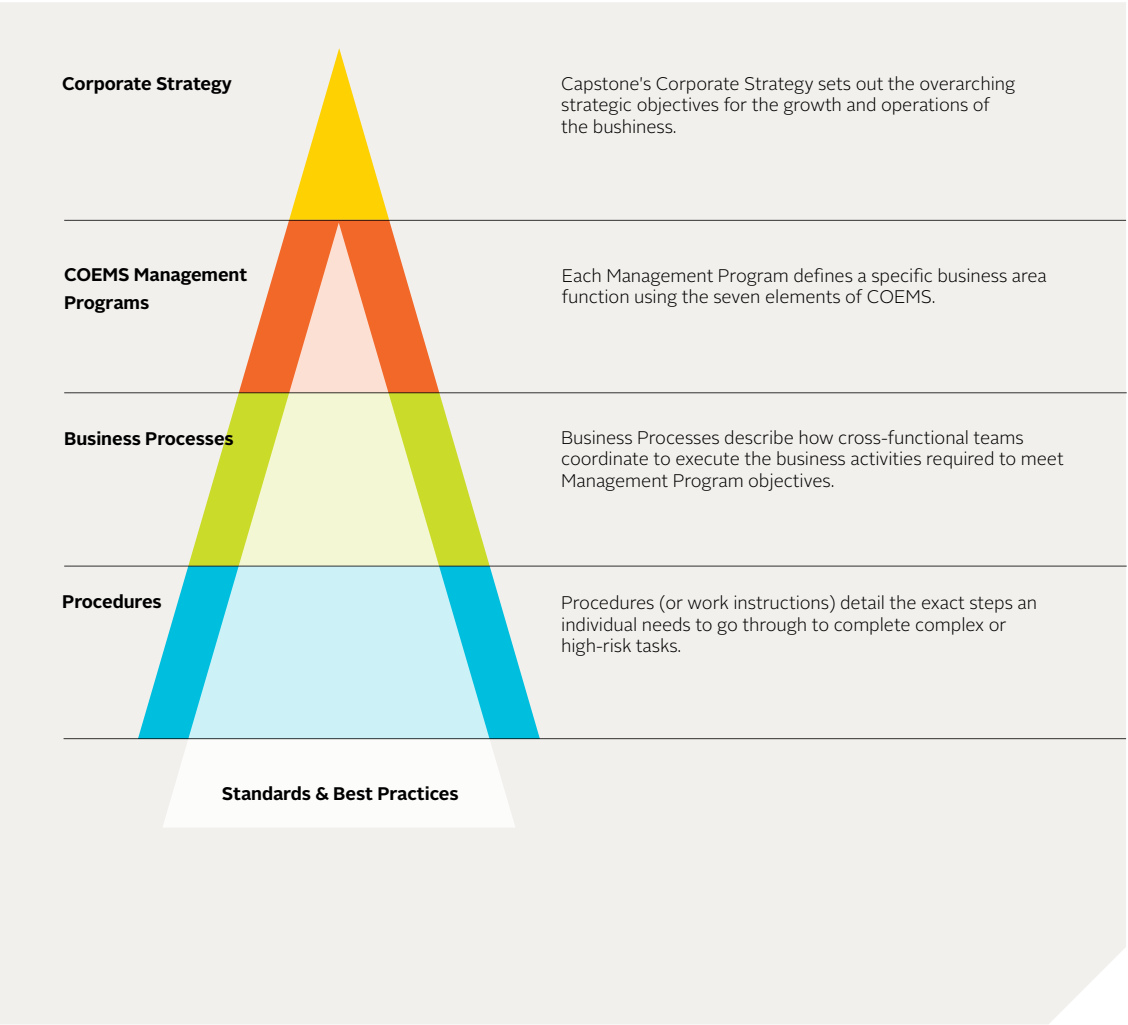 Corporate Strategy
Capstone's Corporate Strategy sets out the overarching
strategic objectives for the growth and operations of
the bushiness.
COEMS Management
Programs
Each Management Program defines a specific business area
function using the seven elements of COEMS.
Business Processes
Business Processes describe how cross-functional teams
coordinate to execute the business activities required to meet
Management Program objectives.
Procedures
Procedures (or work instructions) detail the exact steps an
individual needs to go through to complete complex or
high-risk tasks.
Standards & Best Practices